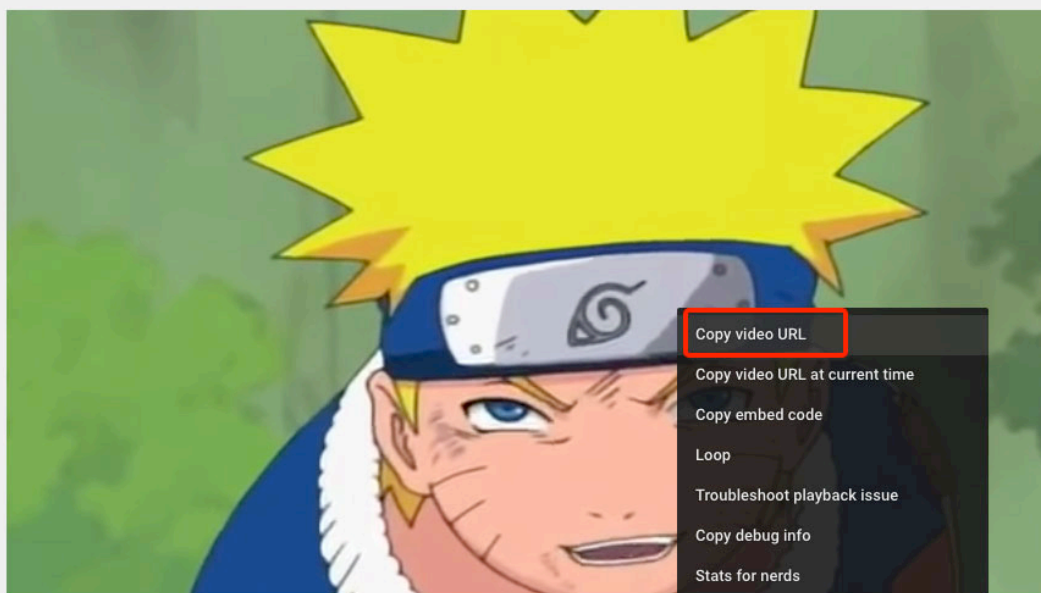 Copy video URL
Copy video URL at current time
Copy embed code
Loop
Troubleshoot playback issue
Copy debug info
Stats for nerds